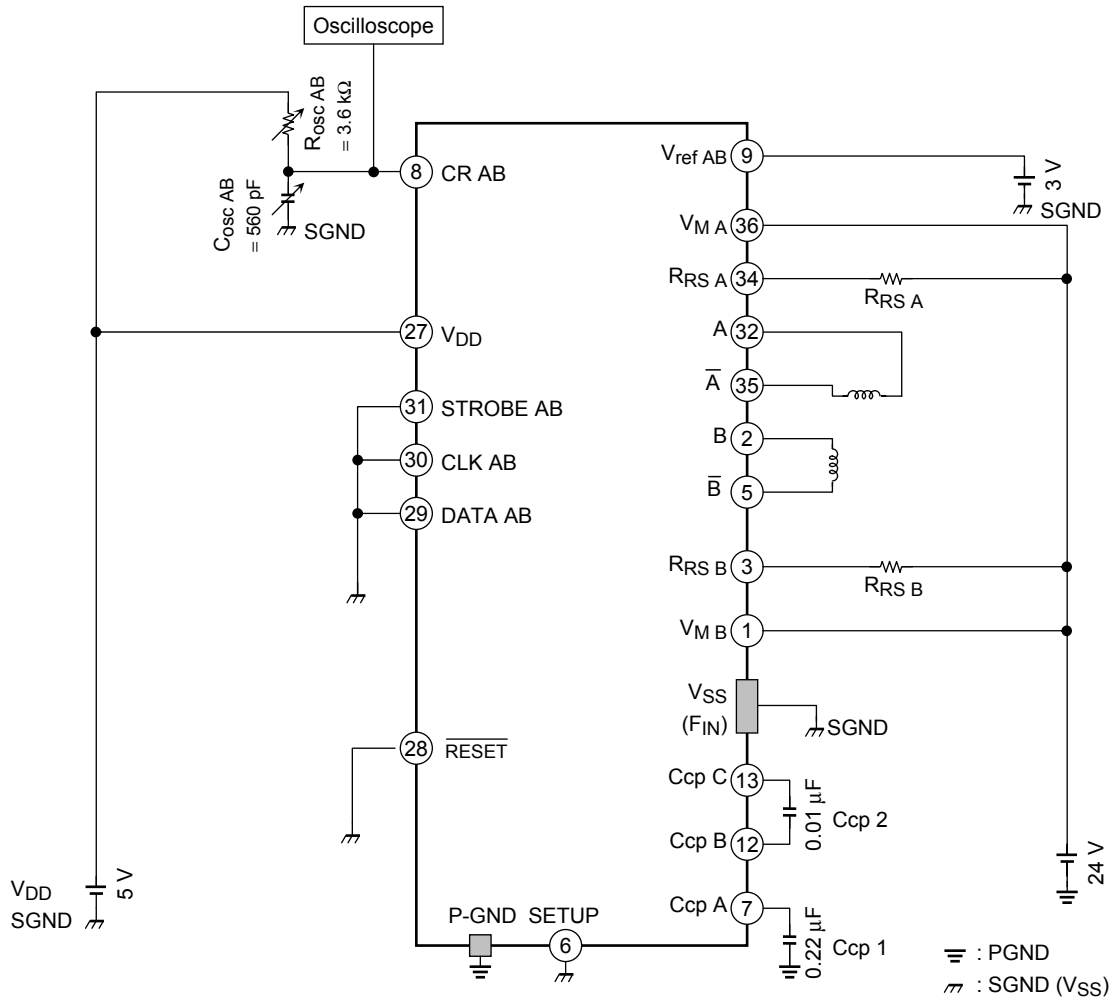 Oscilloscope
Rosc AB
= 3.6 kΩ
Cosc AB
= 560 pF
SGND
8
CR AB
27
VDD
31
STROBE AB
30
CLK AB
29
DATA AB
28
RESET
VDD
SGND
5 V
P-GND
SETUP
6
Vref AB
9
3 V
SGND
VM A
36
RRS A
34
RRS A
A
32
A
35
B
2
B
5
RRS B
3
RRS B
VM B
1
VSS
(FIN)
SGND
Ccp C
13
0.01 μF
Ccp 2
Ccp B
12
Ccp A
7
0.22 μF
Ccp 1
24 V
: PGND
: SGND (VSS)